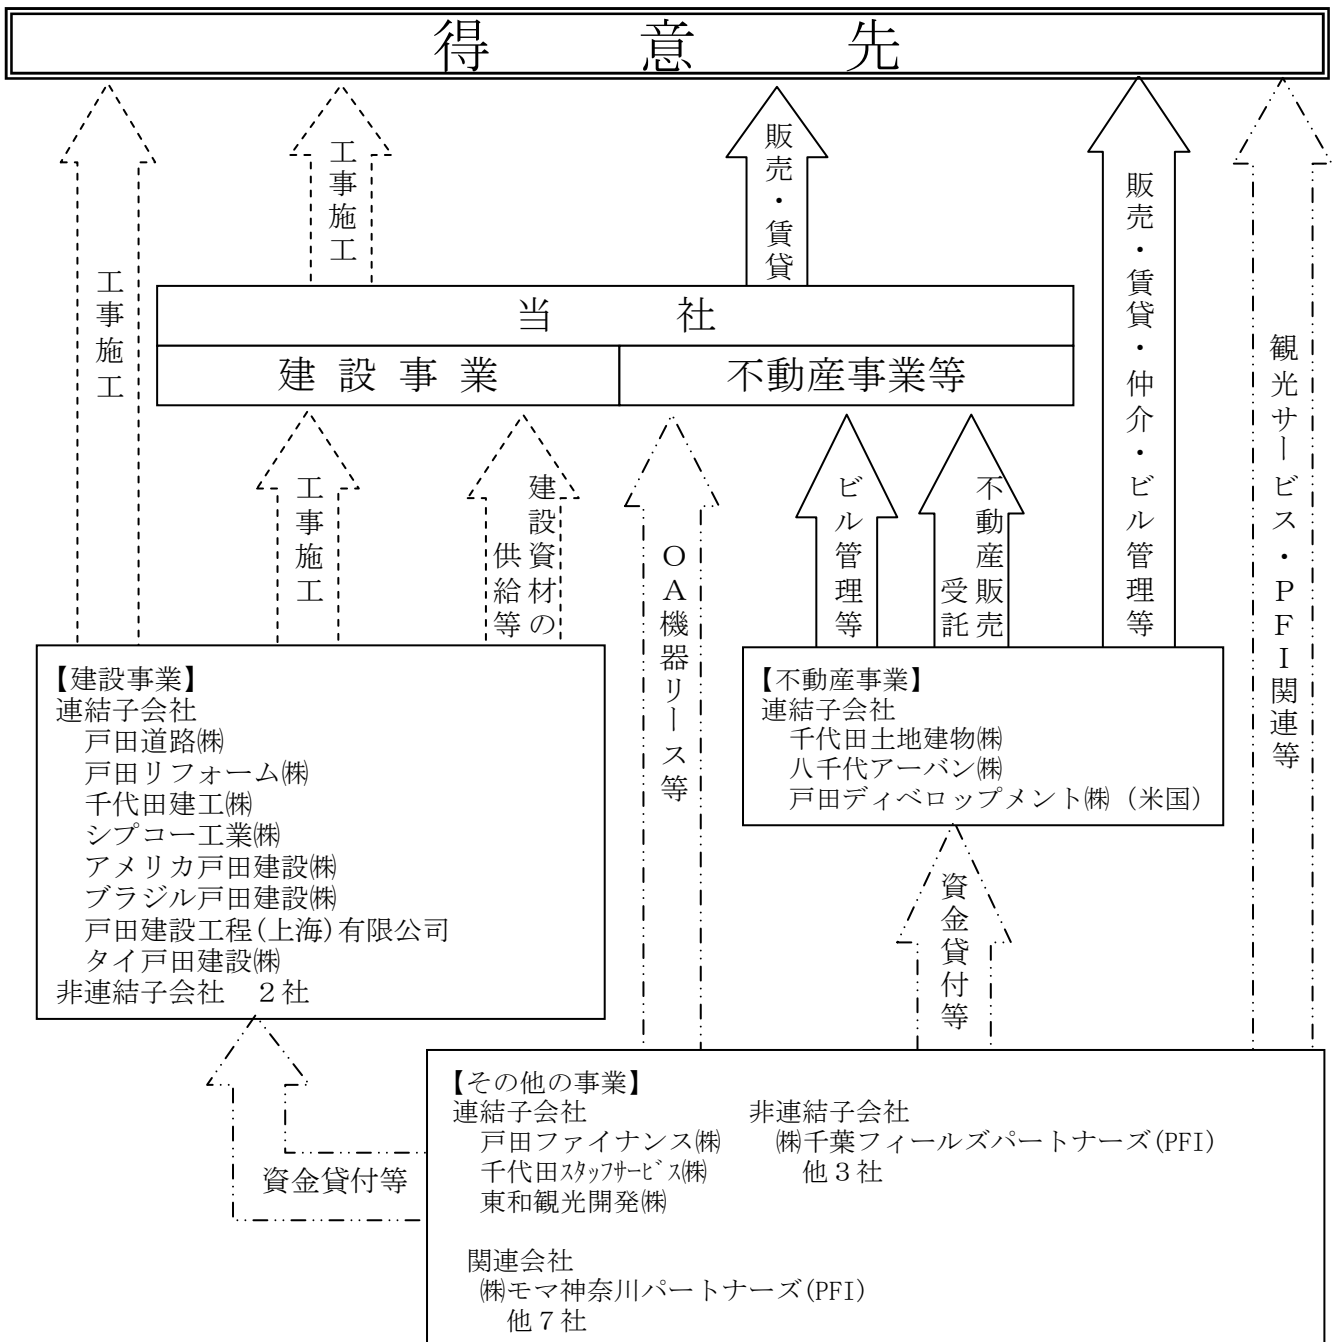 得意先
工事施工
工事施工
販売・賃貸
販売・賃貸・仲介・ビル管理等
観光サービス・ＰＦＩ関連等
当社
建設事業
不動産事業等
工事施工
建設資材の
供給等
ＯＡ機器リース等
ビル管理等
不動産販売
受託
【建設事業】
連結子会社
戸田道路㈱
戸田リフォーム㈱
千代田建工㈱
シプコー工業㈱
アメリカ戸田建設㈱
ブラジル戸田建設㈱
戸田建設工程(上海)有限公司
タイ戸田建設㈱
非連結子会社　２社
【不動産事業】
連結子会社
千代田土地建物㈱
八千代アーバン㈱
戸田ディベロップメント㈱（米国）
資金貸付等
資金貸付等
【その他の事業】
連結子会社
戸田ファイナンス㈱
千代田ｽﾀｯﾌｻｰﾋﾞｽ㈱
東和観光開発㈱
非連結子会社
㈱千葉フィールズパートナーズ(PFI)
他３社
関連会社
㈱モマ神奈川パートナーズ(PFI)
他７社